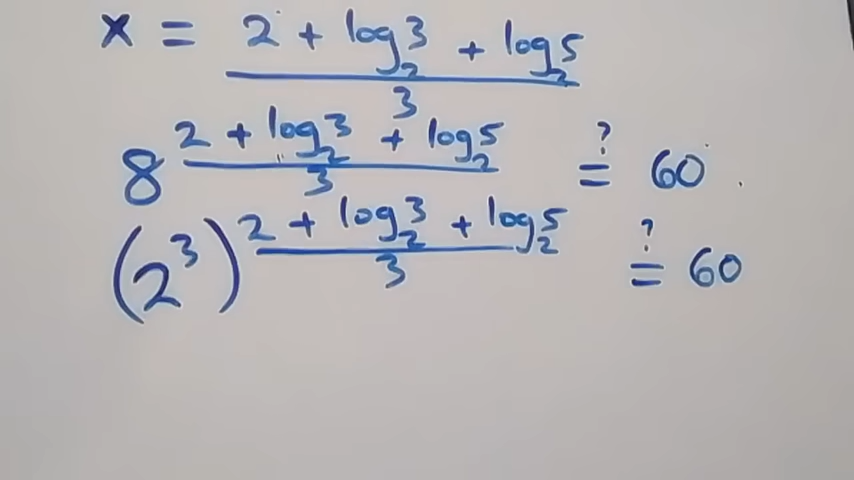 x = (2 + log₂3 + log₂5)/3
8^((2 + log₂3 + log₂5)/3) ≟ 60
(2³)^((2 + log₂3 + log₂5)/3) ≟ 60